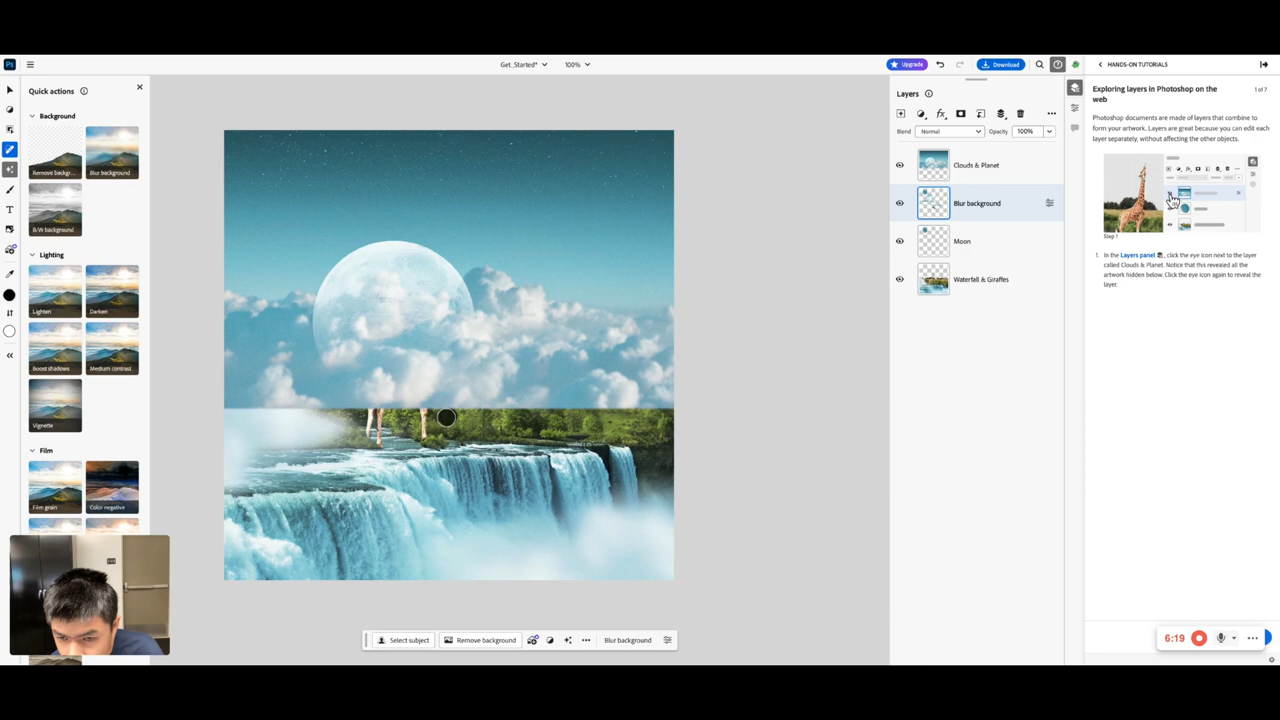 Ps
Get_Started*
100%
Upgrade
Download
HANDS-ON TUTORIALS
Quick actions
Background
Remove backgr...
Blur background
B/W background
Lighting
Lighten
Darken
Boost shadows
Medium contrast
Vignette
Film
Film grain
Color negative
Select subject
Remove background
Blur background
Layers
Blend
Normal
Opacity
100%
Clouds & Planet
Blur background
Moon
Waterfall & Giraffes
Exploring layers in Photoshop on the
web
1 of 7
Photoshop documents are made of layers that combine to
form your artwork. Layers are great because you can edit each
layer separately, without affecting the other objects.
Step 1
1. In the Layers panel , click the eye icon next to the layer
called Clouds & Planet. Notice that this revealed all the
artwork hidden below. Click the eye icon again to reveal the
layer.
6:19